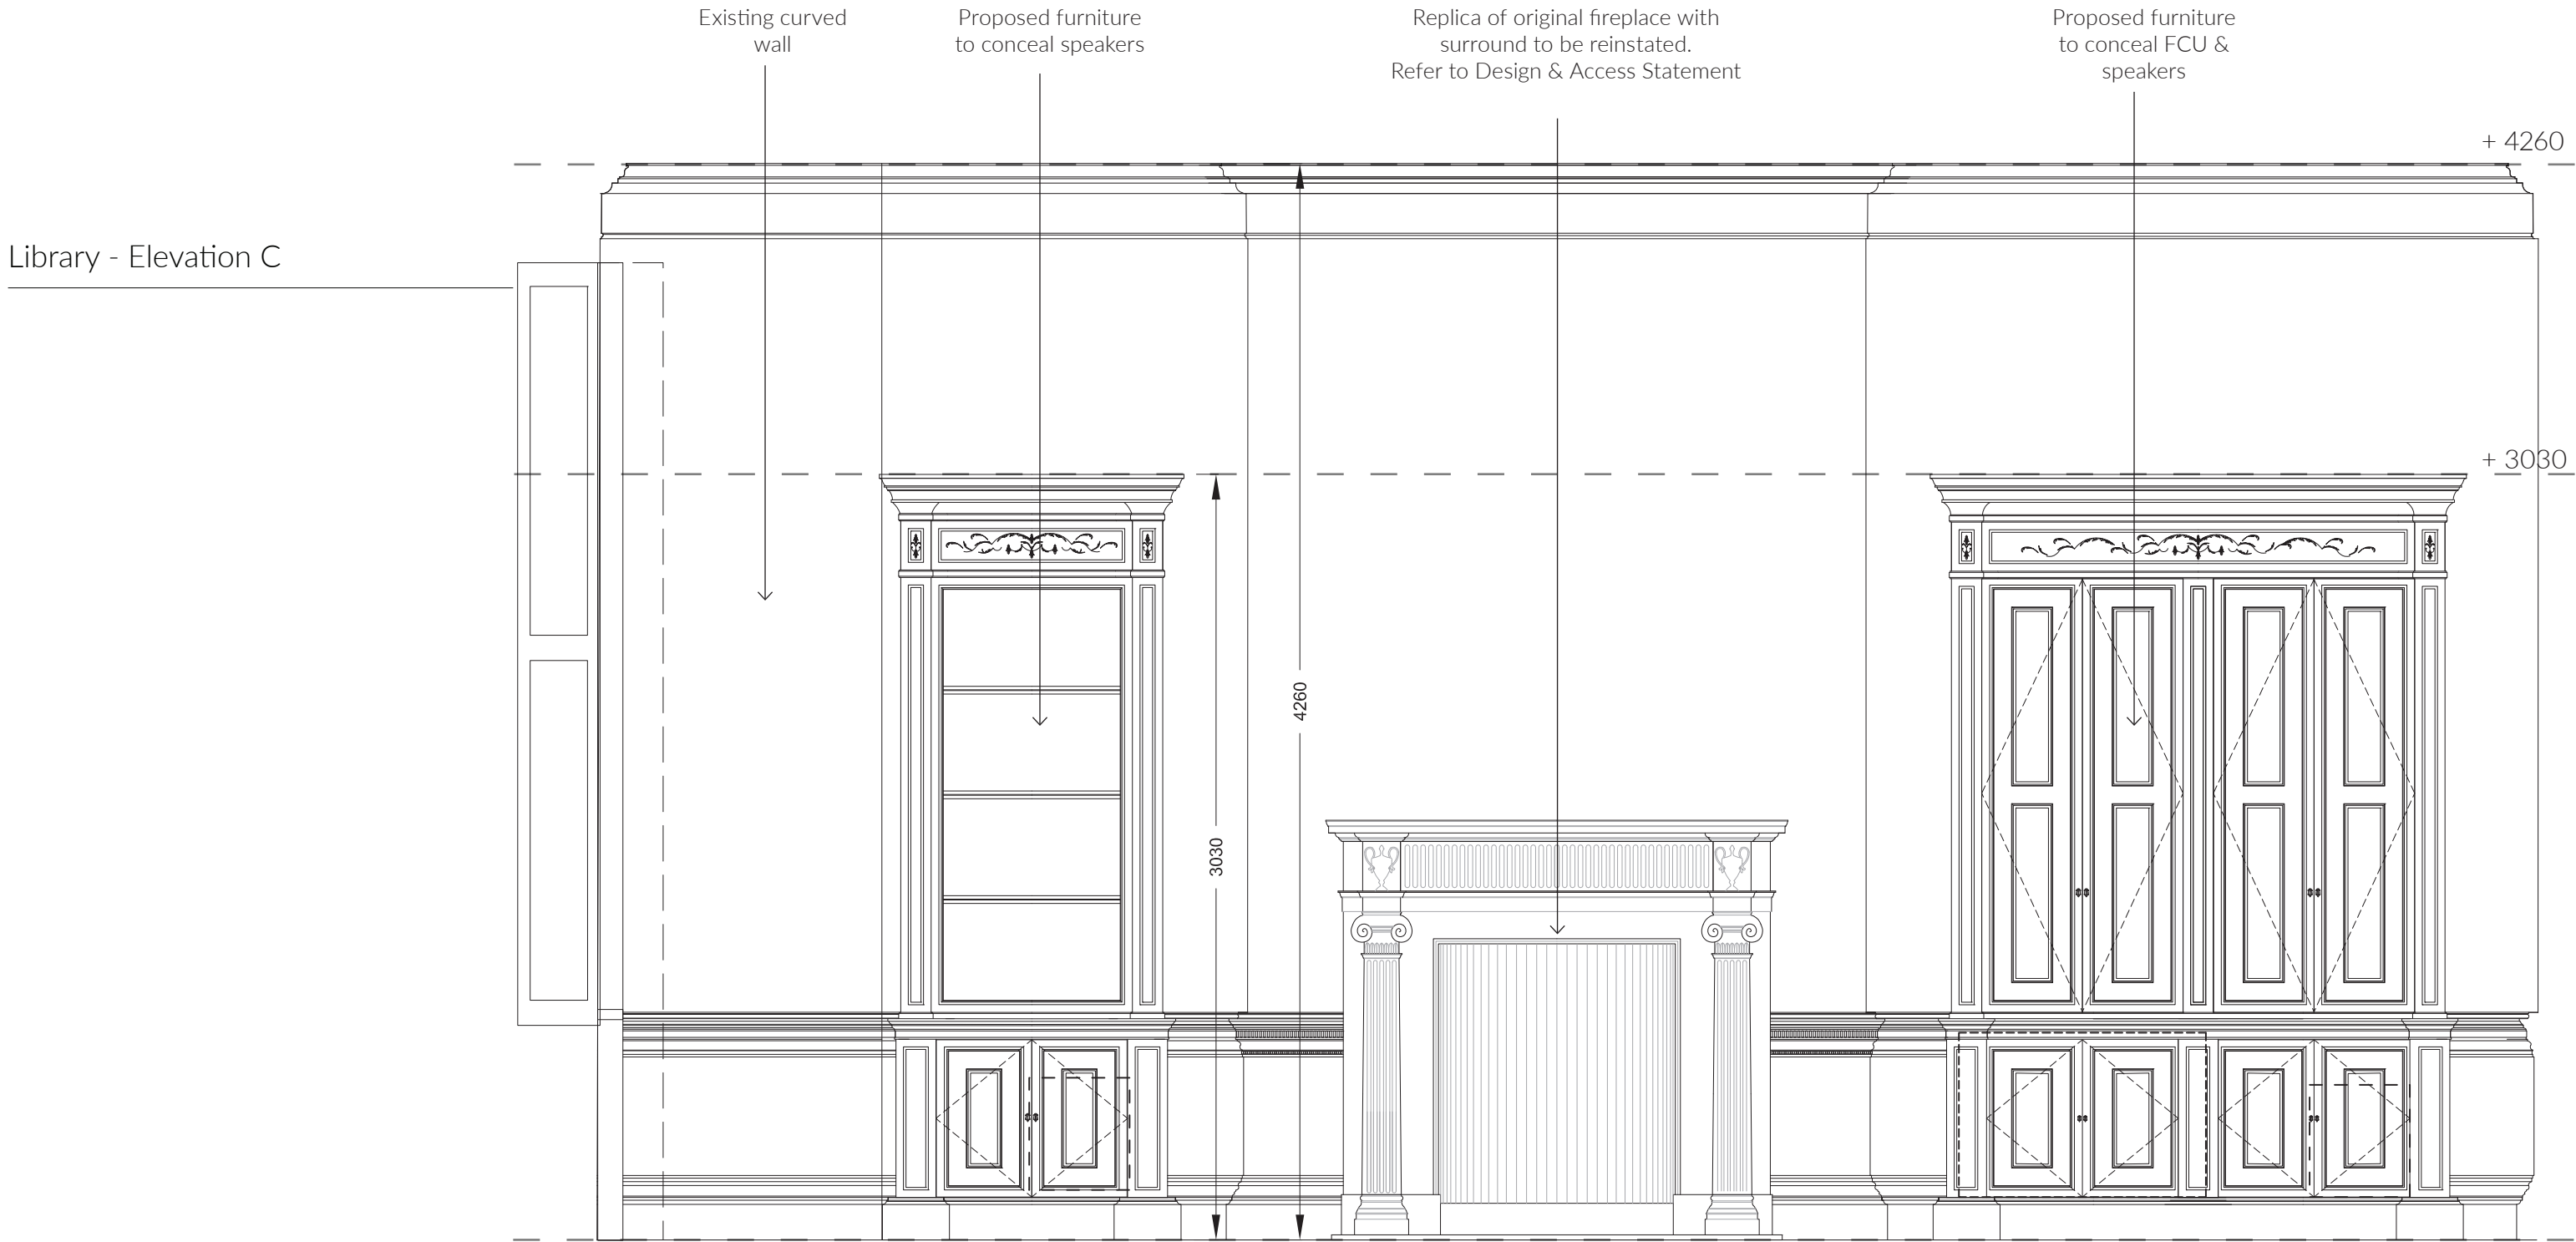 Existing curved
wall
Proposed furniture
to conceal speakers
Replica of original fireplace with
surround to be reinstated.
Refer to Design & Access Statement
Proposed furniture
to conceal FCU &
speakers
+ 4260
Library - Elevation C
+ 3030
4260
3030